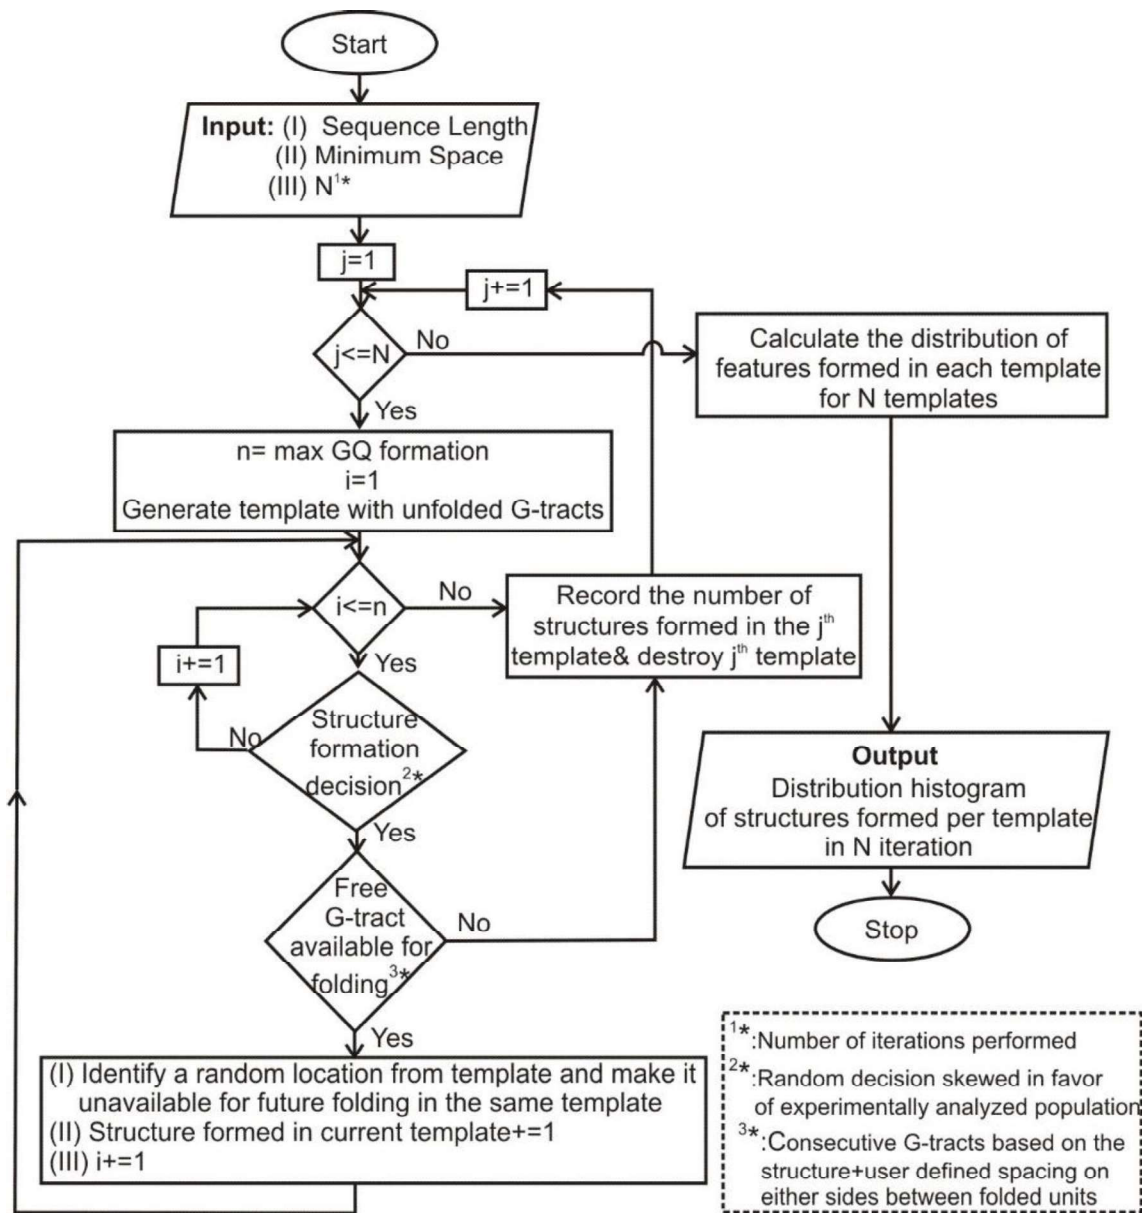 Start
Input: (I) Sequence Length
(II) Minimum Space
(III) N¹*
j=1
j+=1
j<=N
No
Yes
Calculate the distribution of
features formed in each template
for N templates
n= max GQ formation
i=1
Generate template with unfolded G-tracts
i<=n
No
Yes
Record the number of
structures formed in the jᵗʰ
template& destroy jᵗʰ template
i+=1
No
Structure
formation
decision²*
Yes
Output
Distribution histogram
of structures formed per template
in N iteration
Free
G-tract
available for
folding³*
No
Yes
Stop
(I) Identify a random location from template and make it
unavailable for future folding in the same template
(II) Structure formed in current template+=1
(III) i+=1
¹*:Number of iterations performed
²*:Random decision skewed in favor
of experimentally analyzed population
³*:Consecutive G-tracts based on the
structure+user defined spacing on
either sides between folded units